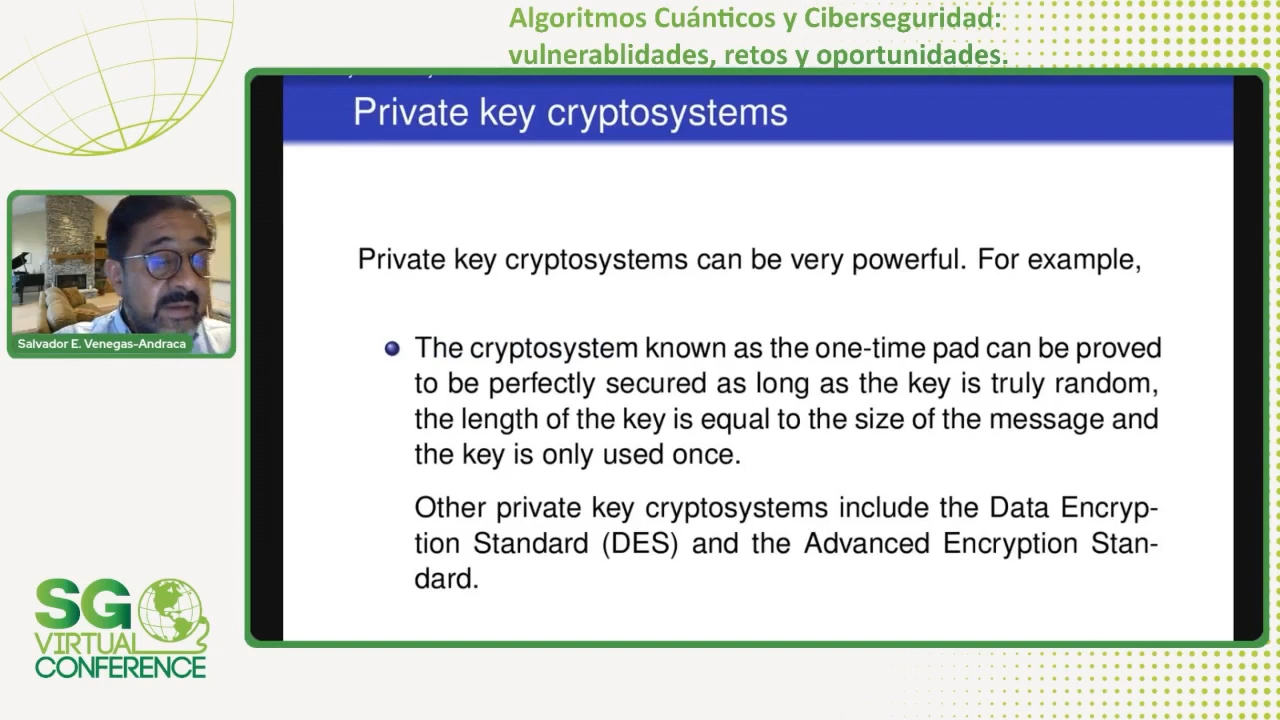 Algoritmos Cuánticos y Ciberseguridad:
vulnerablidades, retos y oportunidades.
Private key cryptosystems
Private key cryptosystems can be very powerful. For example,
The cryptosystem known as the one-time pad can be proved
to be perfectly secured as long as the key is truly random,
the length of the key is equal to the size of the message and
the key is only used once.
Other private key cryptosystems include the Data Encryp-
tion Standard (DES) and the Advanced Encryption Stan-
dard.
Salvador E. Venegas-Andraca
SG
VIRTUAL
CONFERENCE